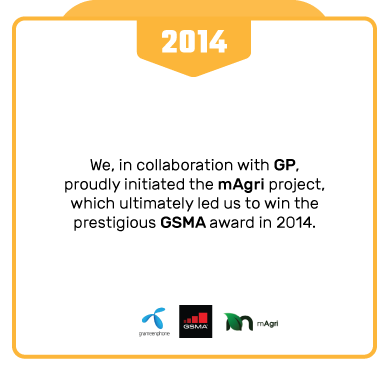 2014
We, in collaboration with GP,
proudly initiated the mAgri project,
which ultimately led us to win the
prestigious GSMA award in 2014.
grameenphone
GSMA
mAgri